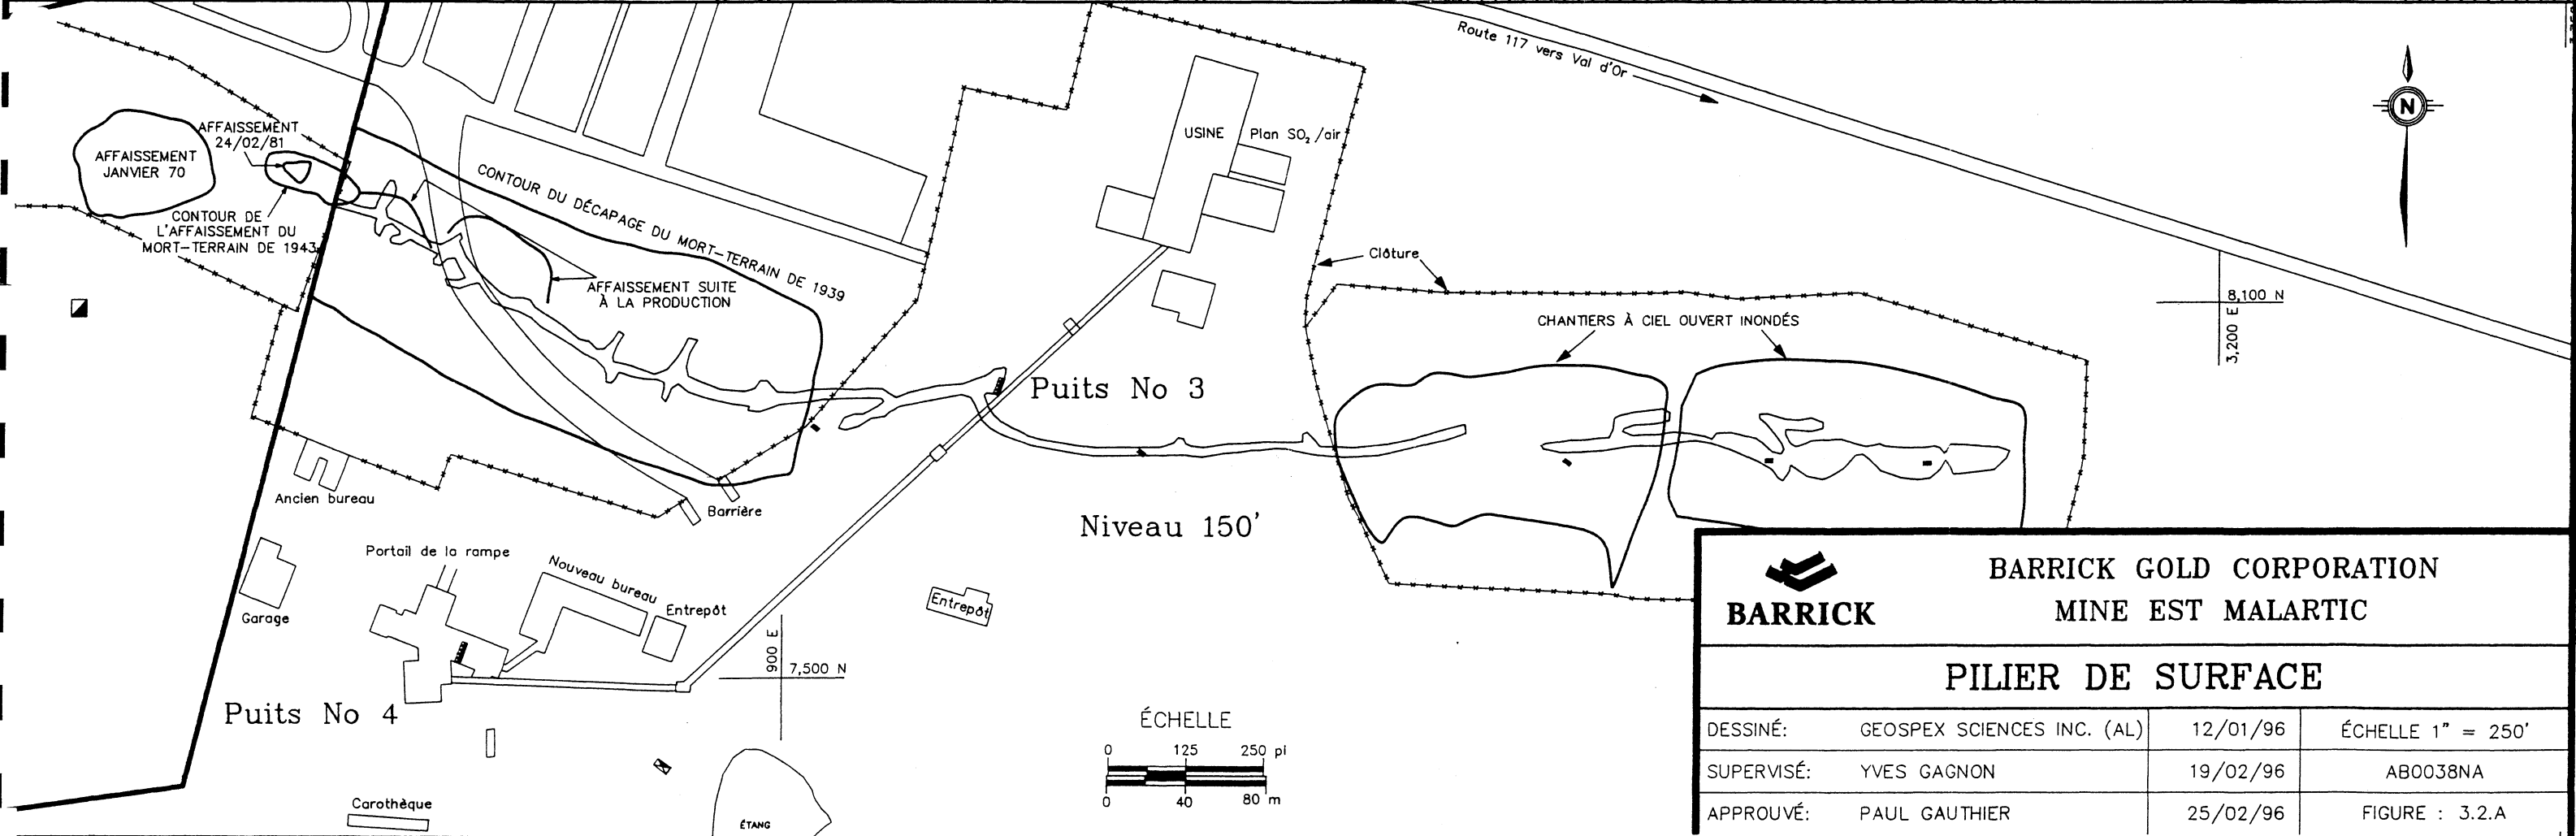 Route 117 vers Val d'Or
N
AFFAISSEMENT
24/02/81
AFFAISSEMENT
JANVIER 70
USINE
Plan SO₂/air
CONTOUR DU DÉCAPAGE DU MORT-TERRAIN DE 1939
CONTOUR DE
L'AFFAISSEMENT DU
MORT-TERRAIN DE 1943
Clôture
AFFAISSEMENT SUITE
À LA PRODUCTION
8,100 N
3,200 E
CHANTIERS À CIEL OUVERT INONDÉS
Puits No 3
Ancien bureau
Barrière
Niveau 150'
Portail de la rampe
Nouveau bureau
Entrepôt
Entrepôt
Garage
900 E
7,500 N
Puits No 4
ÉCHELLE
0 125 250 pi
0 40 80 m
Carothèque
ÉTANG
BARRICK
BARRICK GOLD CORPORATION
MINE EST MALARTIC
PILIER DE SURFACE
DESSINÉ: GEOSPEX SCIENCES INC. (AL) 12/01/96 ÉCHELLE 1" = 250'
SUPERVISÉ: YVES GAGNON 19/02/96 AB0038NA
APPROUVÉ: PAUL GAUTHIER 25/02/96 FIGURE : 3.2.A